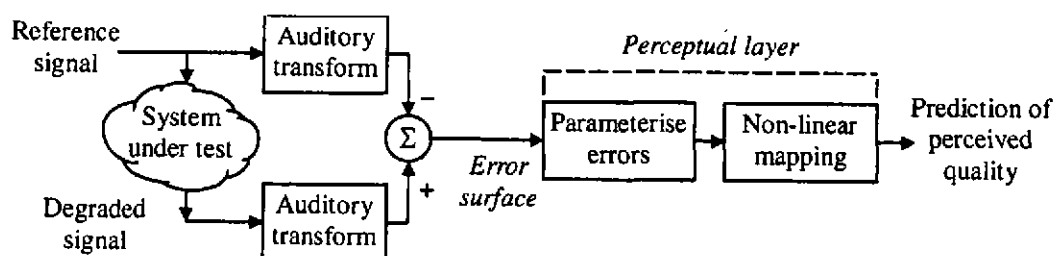 Reference
signal
Auditory
transform
System
under test
Degraded
signal
Auditory
transform
−
Σ
+
Error
surface
Perceptual layer
Parameterise
errors
Non-linear
mapping
Prediction of
perceived
quality